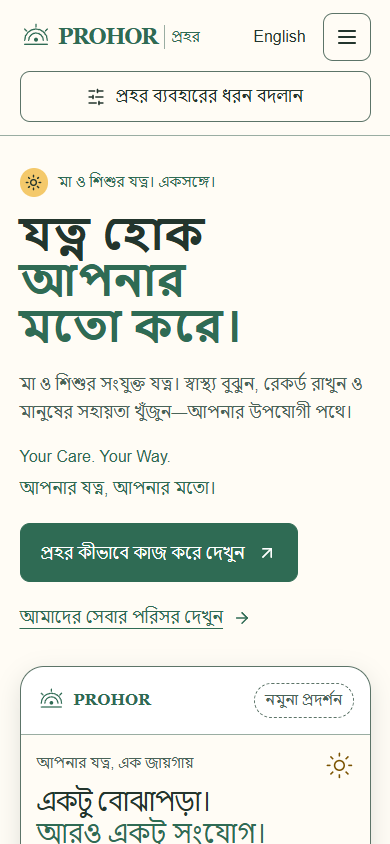 PROHOR | প্রহর
English
প্রহর ব্যবহারের ধরন বদলান
মা ও শিশুর যত্ন। একসঙ্গে।
যত্ন হোক
আপনার
মতো করে।
মা ও শিশুর সংযুক্ত যত্ন। স্বাস্থ্য বুঝুন, রেকর্ড রাখুন ও
মানুষের সহায়তা খুঁজুন—আপনার উপযোগী পথে।
Your Care. Your Way.
আপনার যত্ন, আপনার মতো।
প্রহর কীভাবে কাজ করে দেখুন
আমাদের সেবার পরিসর দেখুন
PROHOR
নমুনা প্রদর্শন
আপনার যত্ন, এক জায়গায়
একটু বোঝাপড়া।
আরও একটু সংযোগ।